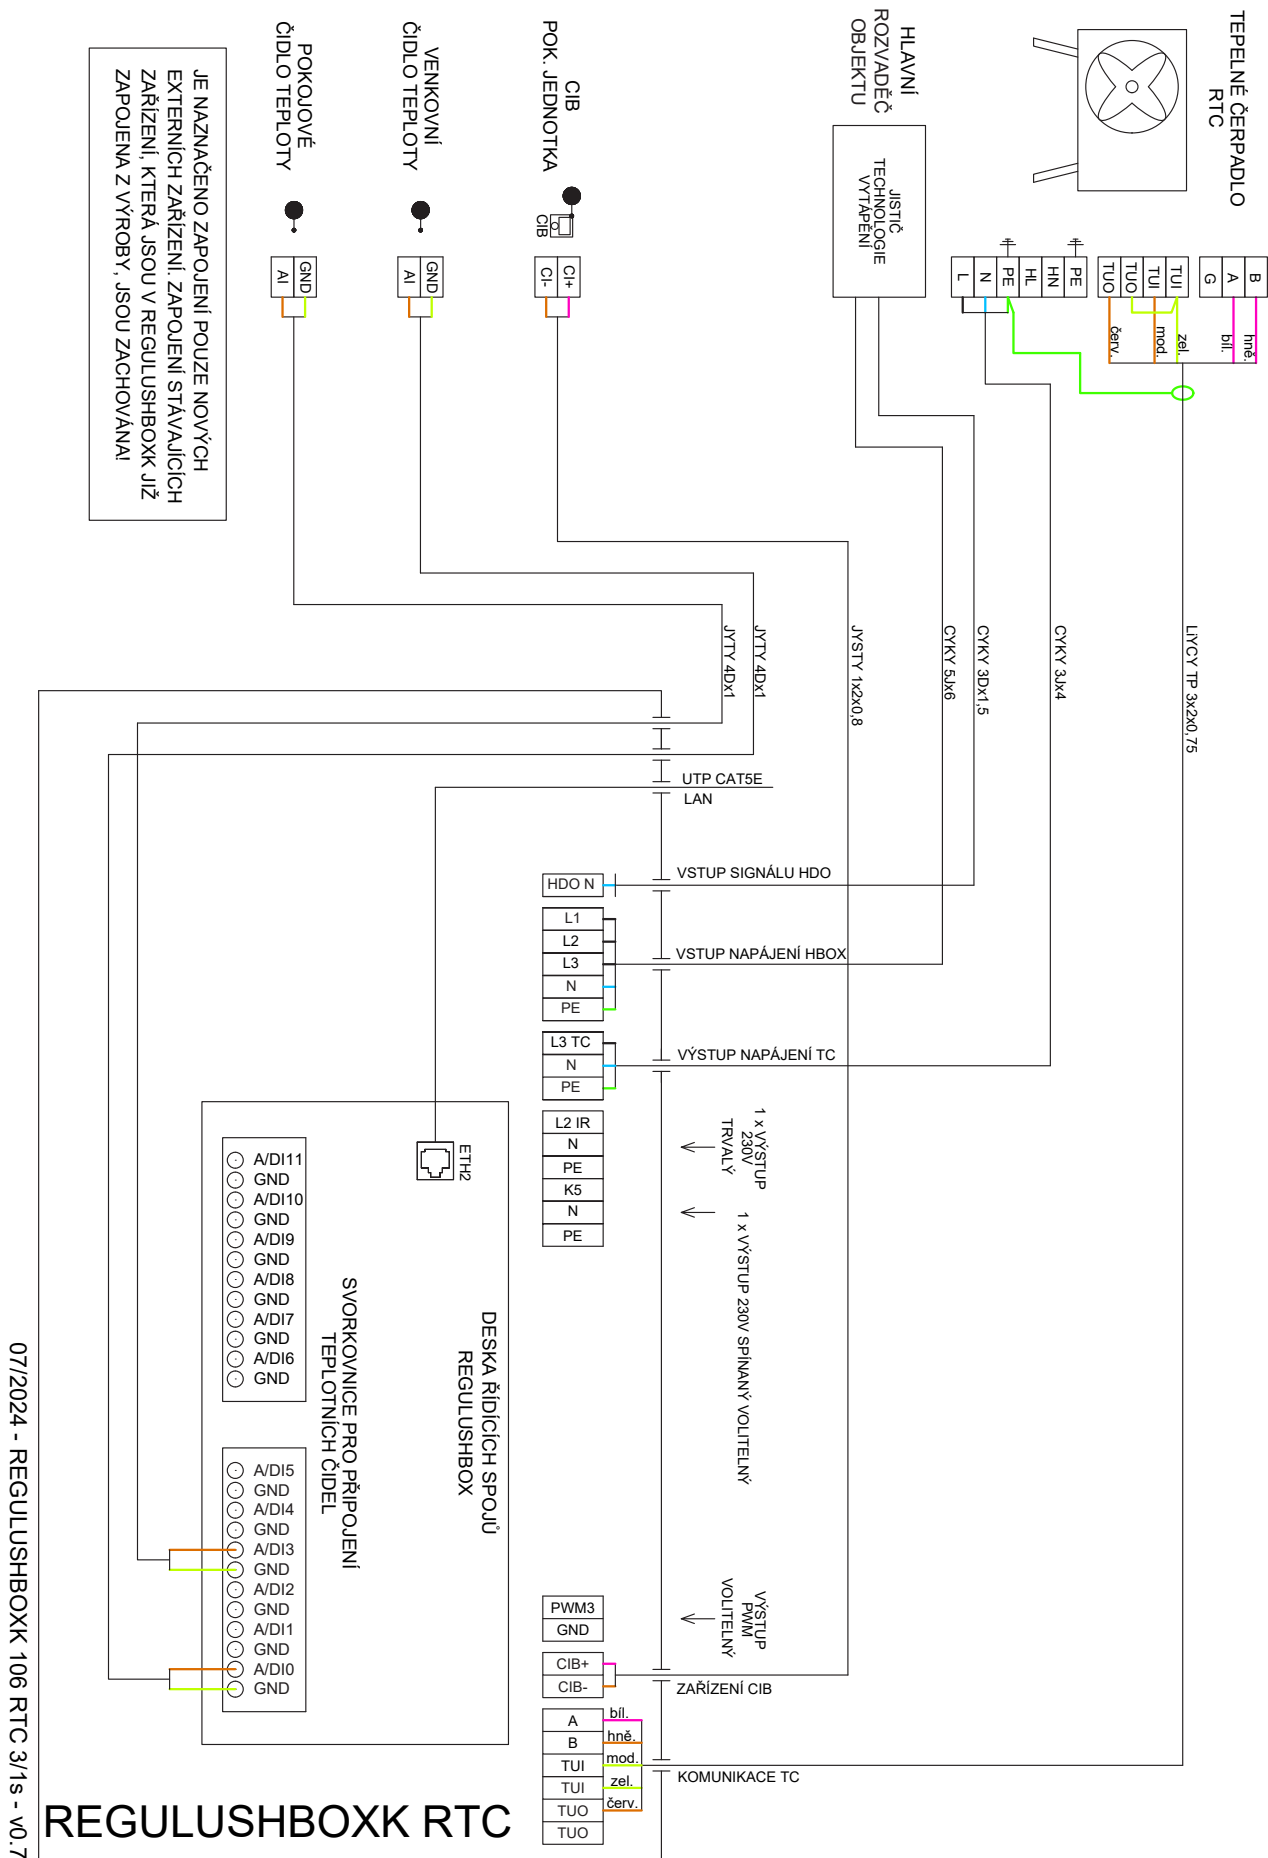 TEPELNÉ ČERPADLO
RTC
B
A
G
TUI
TUI
TUO
TUO
PE
HN
HL
PE
N
L
hně.
bíl.
zel.
mod.
červ.
HLAVNÍ
ROZVADĚČ
OBJEKTU
JISTIČ
TECHNOLOGIE
VYTÁPĚNÍ
CIB
POK. JEDNOTKA
CIB
CI+
CI-
VENKOVNÍ
ČIDLO TEPLOTY
GND
AI
POKOJOVÉ
ČIDLO TEPLOTY
GND
AI
JE NAZNAČENO ZAPOJENÍ POUZE NOVÝCH
EXTERNÍCH ZAŘÍZENÍ. ZAPOJENÍ STÁVAJÍCÍCH
ZAŘÍZENÍ, KTERÁ JSOU V REGULUSHBOXK JIŽ
ZAPOJENA Z VÝROBY, JSOU ZACHOVÁNA!
LiYCY TP 3x2x0,75
CYKY 3Jx4
CYKY 3Dx1,5
CYKY 5Jx6
JYSTY 1x2x0,8
JYTY 4Dx1
JYTY 4Dx1
UTP CAT5E
LAN
VSTUP SIGNÁLU HDO
HDO N
L1
L2
L3
N
PE
VSTUP NAPÁJENÍ HBOX
L3 TC
N
PE
VÝSTUP NAPÁJENÍ TC
L2 IR
N
PE
K5
N
PE
1 x VÝSTUP
230V
TRVALÝ
1 x VÝSTUP 230V SPÍNANÝ VOLITELNÝ
ETH2
DESKA ŘÍDÍCÍCH SPOJŮ
REGULUSHBOX
SVORKOVNICE PRO PŘIPOJENÍ
TEPLOTNÍCH ČIDEL
A/DI11
GND
A/DI10
GND
A/DI9
GND
A/DI8
GND
A/DI7
GND
A/DI6
GND
A/DI5
GND
A/DI4
GND
A/DI3
GND
A/DI2
GND
A/DI1
GND
A/DI0
GND
VÝSTUP
PWM
VOLITELNÝ
PWM3
GND
CIB+
CIB-
ZAŘÍZENÍ CIB
A
B
TUI
TUI
TUO
TUO
bíl.
hně.
mod.
zel.
červ.
KOMUNIKACE TC
REGULUSHBOXK RTC
07/2024 - REGULUSHBOXK 106 RTC 3/1s - v0.7